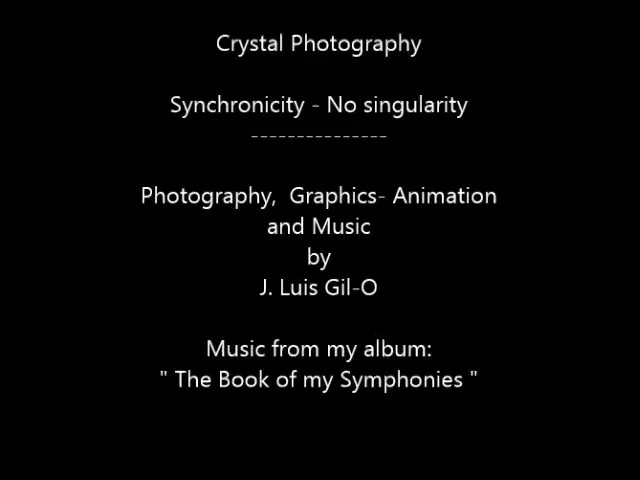 Crystal Photography
Synchronicity - No singularity
---------------
Photography,  Graphics- Animation
and Music
by
J. Luis Gil-O
Music from my album:
" The Book of my Symphonies "